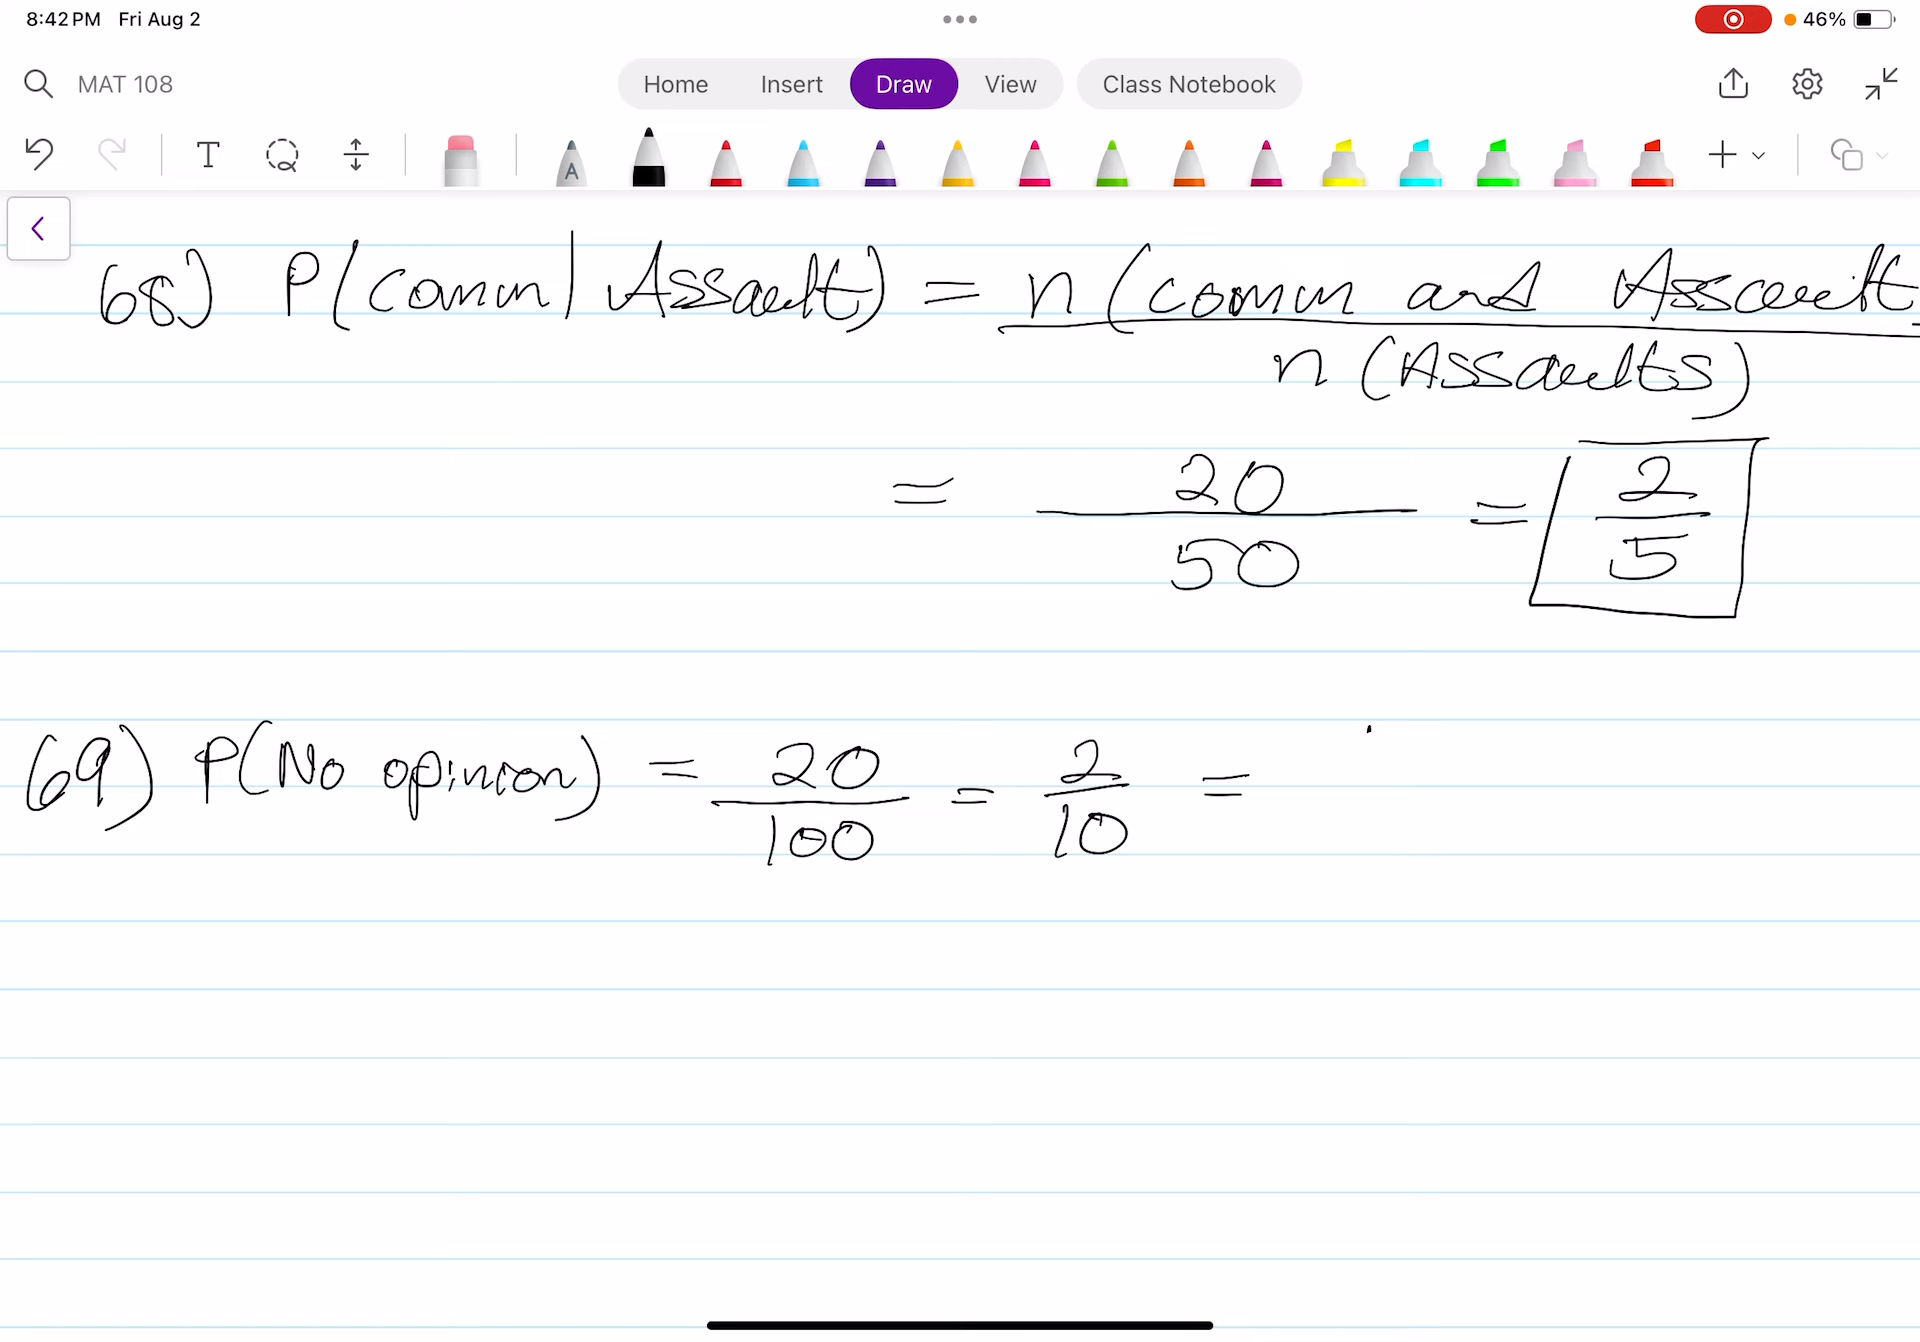 8:42 PM Fri Aug 2 46%
MAT 108 Home Insert Draw View Class Notebook
T A
68) P(comm | Assault) = n (comm and Assault
n (Assaults)
= 20/50 = 2/5
69) P(No opinion) = 20/100 = 2/10 =